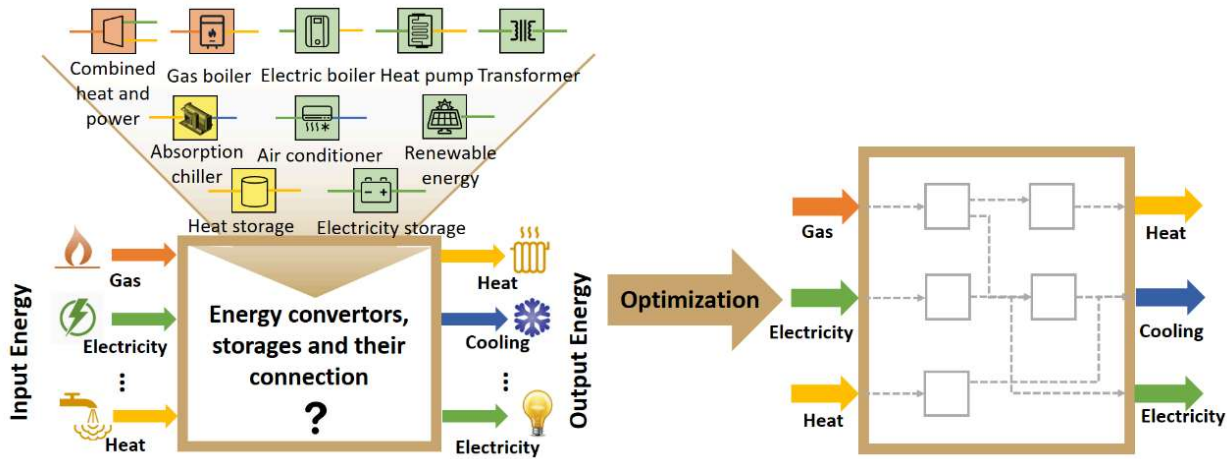 Combined
heat and
power
Gas boiler
Electric boiler
Heat pump
Transformer
Absorption
chiller
Air conditioner
Renewable
energy
Heat storage
Electricity storage
Input Energy
Gas
Electricity
...
Heat
Energy convertors,
storages and their
connection
?
Heat
Cooling
...
Electricity
Output Energy
Optimization
Gas
Electricity
Heat
Heat
Cooling
Electricity